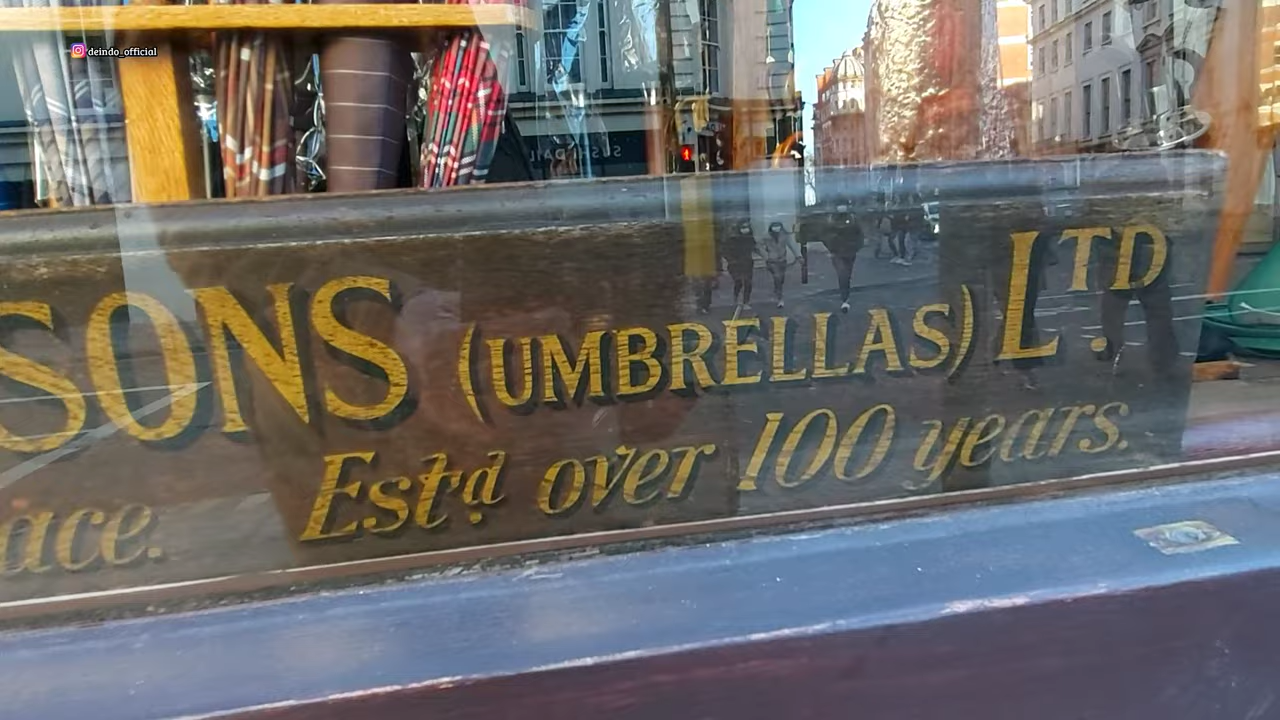 deindo_official
SONS (UMBRELLAS) LTD.
ace. Estd over 100 years.